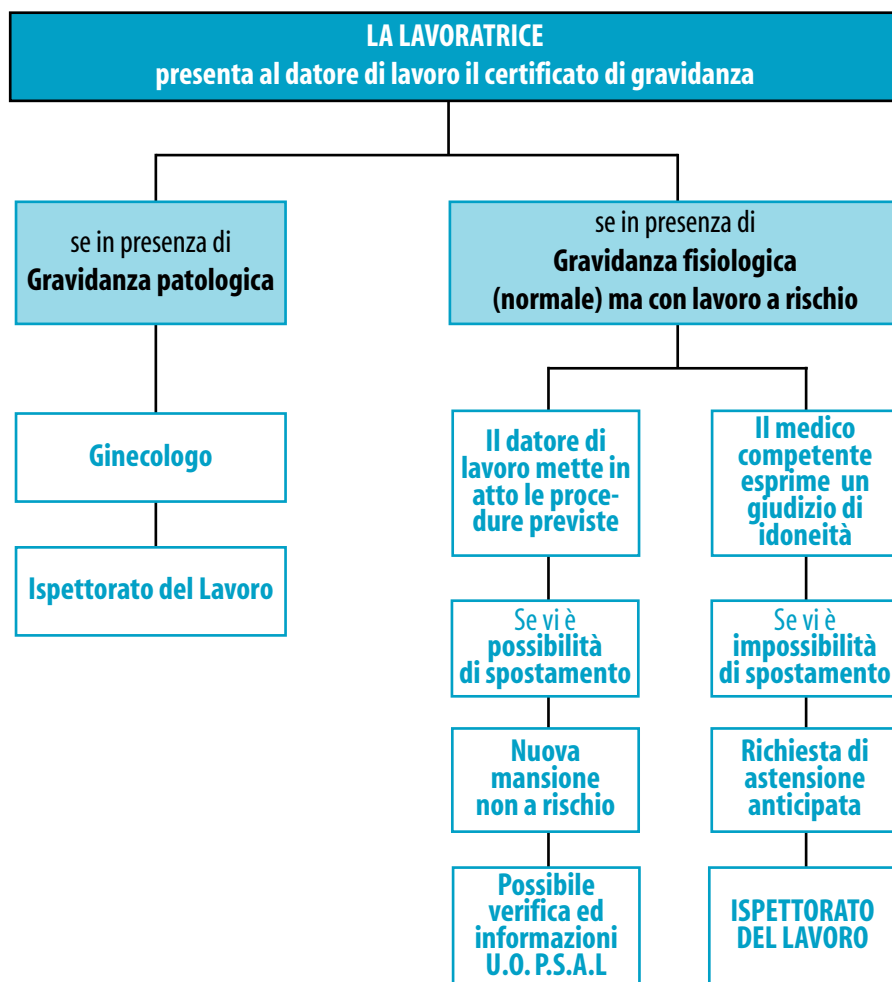 LA LAVORATRICE
presenta al datore di lavoro il certificato di gravidanza
se in presenza di
Gravidanza patologica
se in presenza di
Gravidanza fisiologica
(normale) ma con lavoro a rischio
Ginecologo
Ispettorato del Lavoro
Il datore di
lavoro mette in
atto le proce-
dure previste
Il medico
competente
esprime un
giudizio di
idoneità
Se vi è
possibilità
di spostamento
Se vi è
impossibilità
di spostamento
Nuova
mansione
non a rischio
Richiesta di
astensione
anticipata
Possibile
verifica ed
informazioni
U.O. P.S.A.L
ISPETTORATO
DEL LAVORO